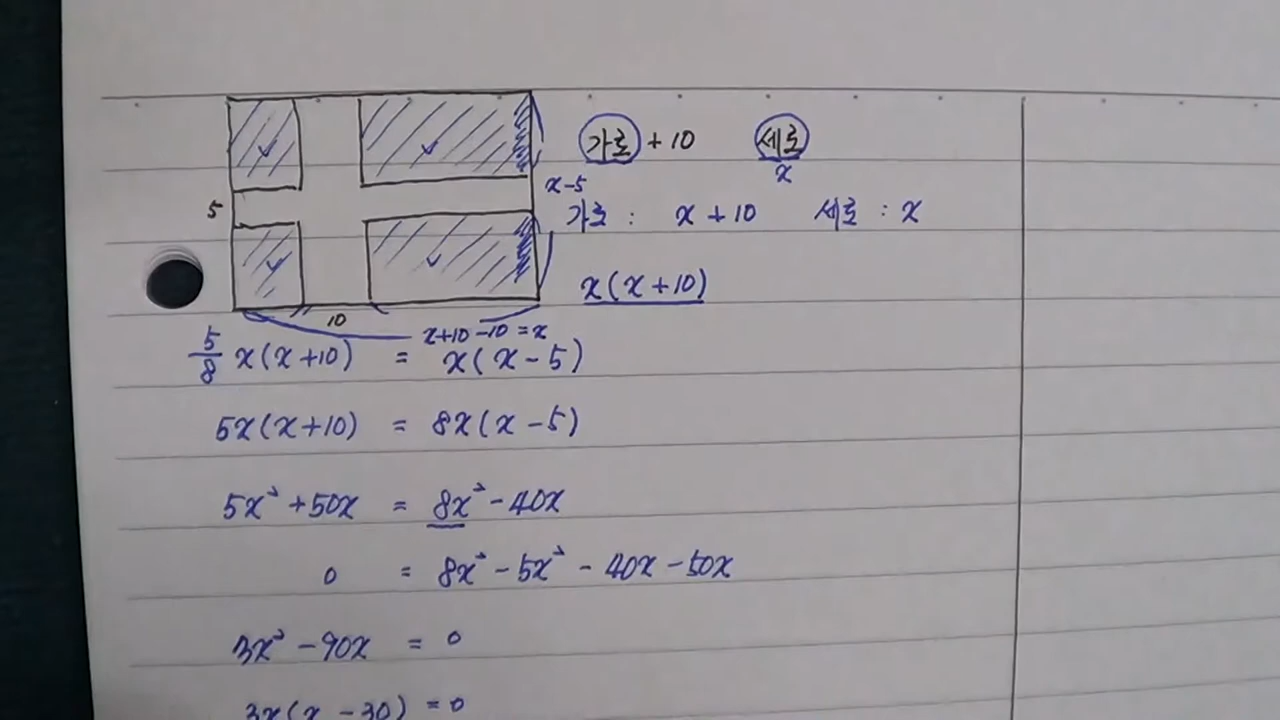 가로 + 10 세로
x
5
x-5
가로 : x + 10 세로 : x
x(x+10)
10
x+10-10 = x
5/8 x(x+10) = x(x-5)
5x(x+10) = 8x(x-5)
5x² + 50x = 8x² - 40x
0 = 8x² - 5x² - 40x - 50x
3x² - 90x = 0
3x(x-30) = 0